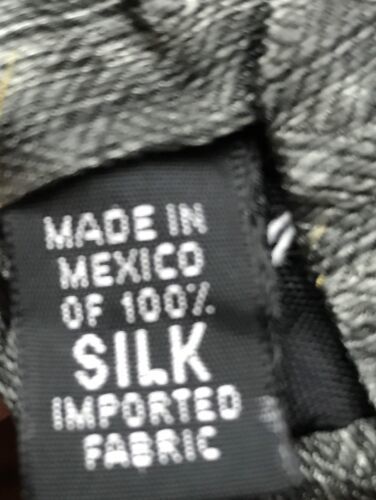 MADE IN
MEXICO
OF 100%
SILK
IMPORTED
FABRIC